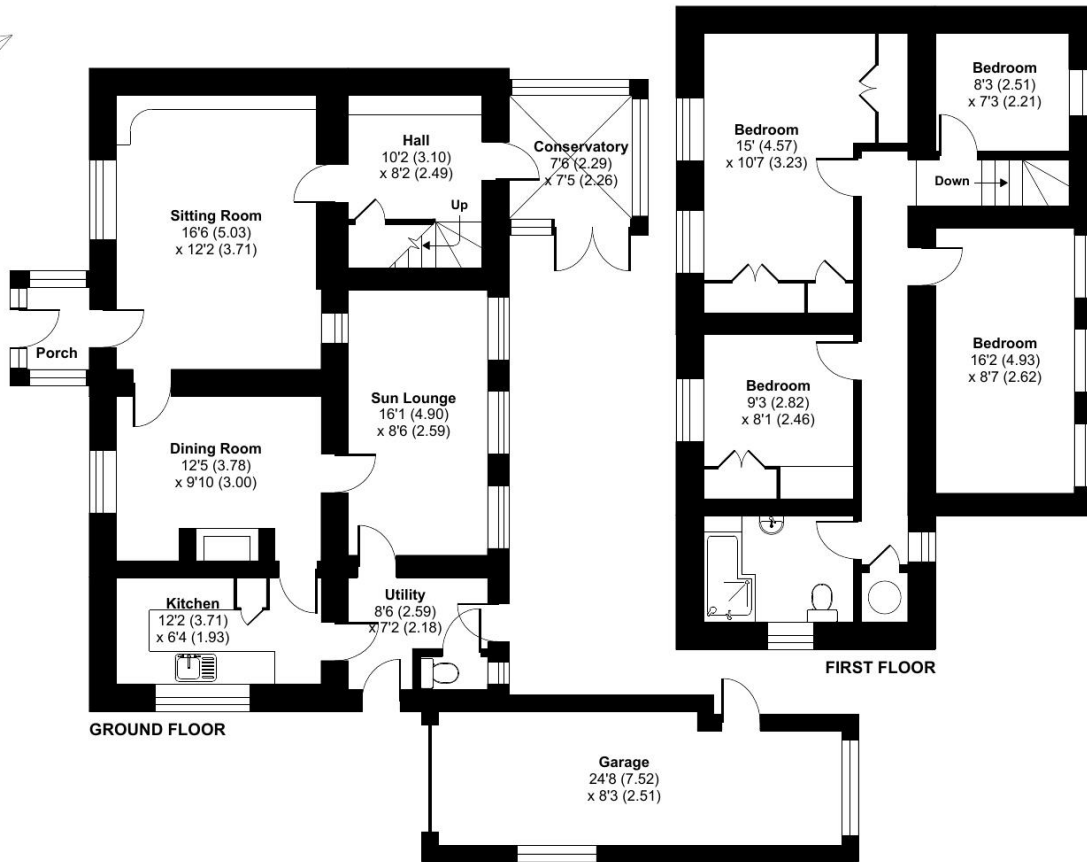 Porch
Sitting Room
16'6 (5.03)
x 12'2 (3.71)
Hall
10'2 (3.10)
x 8'2 (2.49)
Up
Conservatory
7'6 (2.29)
x 7'5 (2.26)
Dining Room
12'5 (3.78)
x 9'10 (3.00)
Sun Lounge
16'1 (4.90)
x 8'6 (2.59)
Kitchen
12'2 (3.71)
x 6'4 (1.93)
Utility
8'6 (2.59)
x 7'2 (2.18)
GROUND FLOOR
Garage
24'8 (7.52)
x 8'3 (2.51)
Bedroom
15' (4.57)
x 10'7 (3.23)
Bedroom
8'3 (2.51)
x 7'3 (2.21)
Down
Bedroom
9'3 (2.82)
x 8'1 (2.46)
Bedroom
16'2 (4.93)
x 8'7 (2.62)
FIRST FLOOR